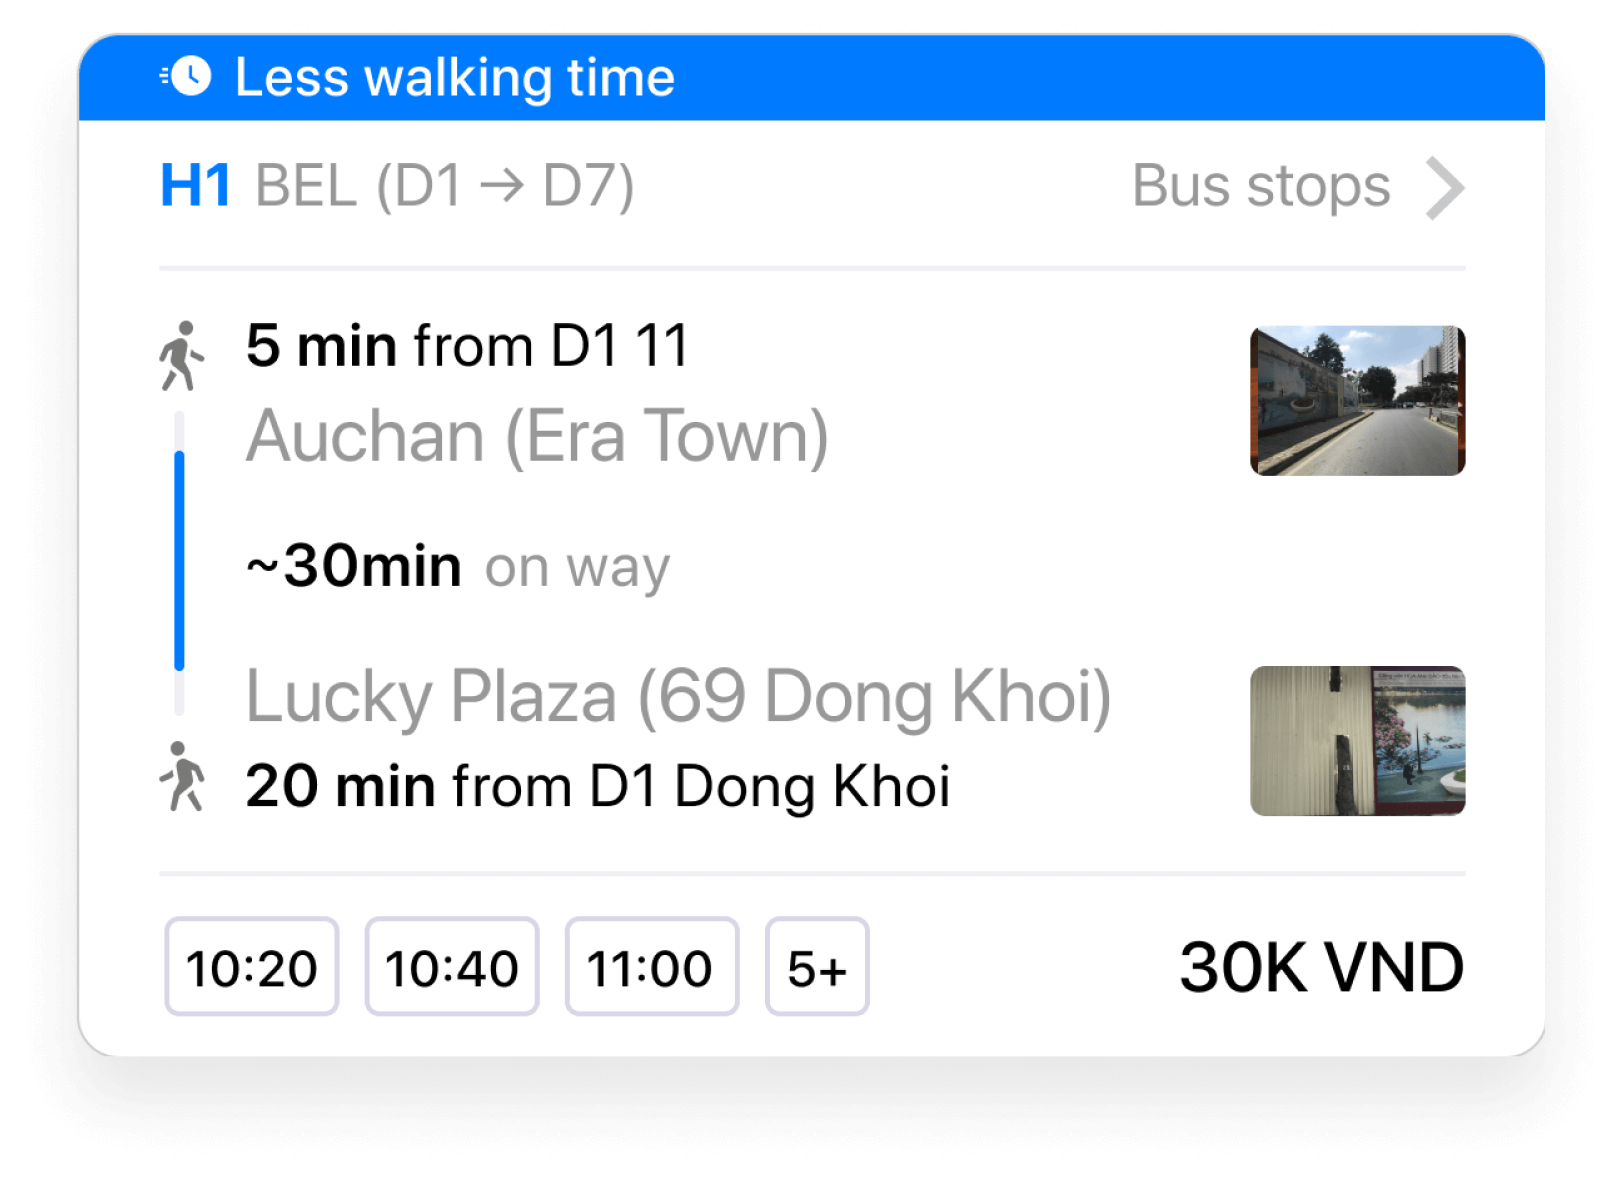 Less walking time
H1 BEL (D1 → D7)
Bus stops
5 min from D1 11
Auchan (Era Town)
~30min on way
Lucky Plaza (69 Dong Khoi)
20 min from D1 Dong Khoi
10:20 10:40 11:00 5+
30K VND